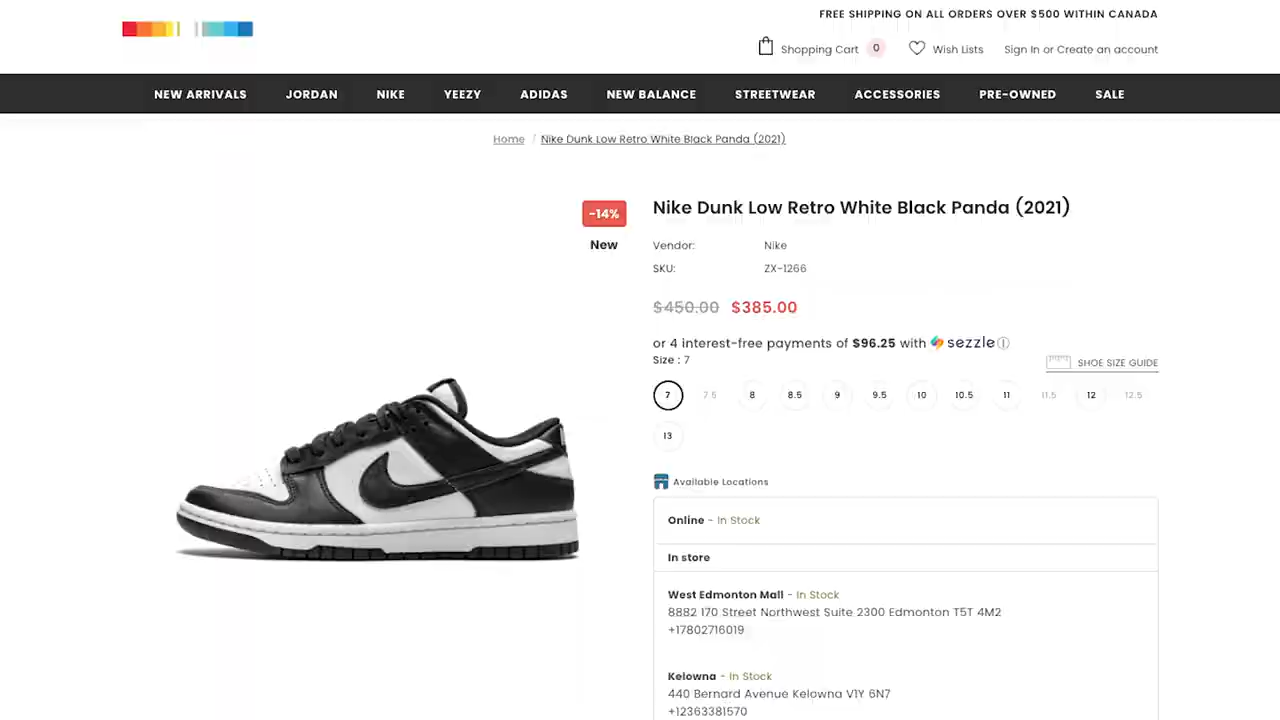 FREE SHIPPING ON ALL ORDERS OVER $500 WITHIN CANADA
Shopping Cart 0 Wish Lists Sign In or Create an account
NEW ARRIVALS JORDAN NIKE YEEZY ADIDAS NEW BALANCE STREETWEAR ACCESSORIES PRE-OWNED SALE
Home / Nike Dunk Low Retro White Black Panda (2021)
-14%
New
Nike Dunk Low Retro White Black Panda (2021)
Vendor: Nike
SKU: ZX-1266
$450.00 $385.00
or 4 interest-free payments of $96.25 with sezzle
Size : 7
SHOE SIZE GUIDE
7 7.5 8 8.5 9 9.5 10 10.5 11 11.5 12 12.5
13
Available Locations
Online - In Stock
In store
West Edmonton Mall - In Stock
8882 170 Street Northwest Suite 2300 Edmonton T5T 4M2
+17802716019
Kelowna - In Stock
440 Bernard Avenue Kelowna V1Y 6N7
+12363381570